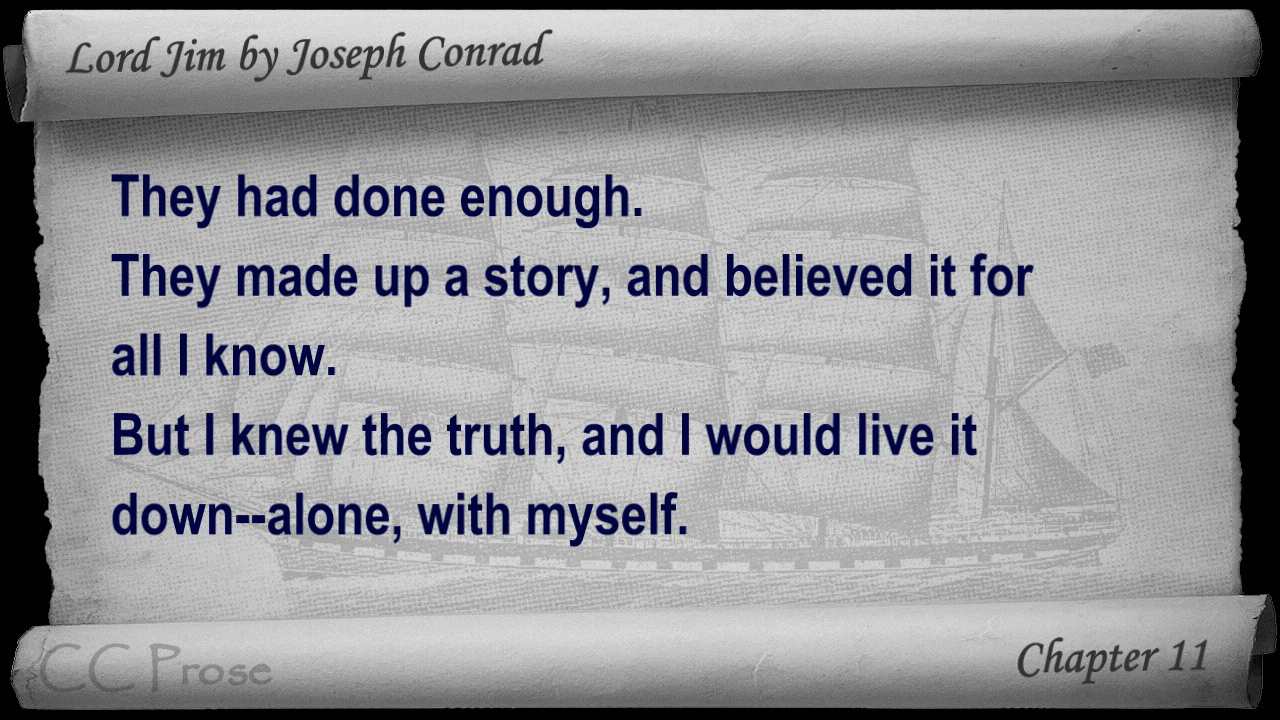 Lord Jim by Joseph Conrad
They had done enough.
They made up a story, and believed it for
all I know.
But I knew the truth, and I would live it
down--alone, with myself.
CC Prose
Chapter 11